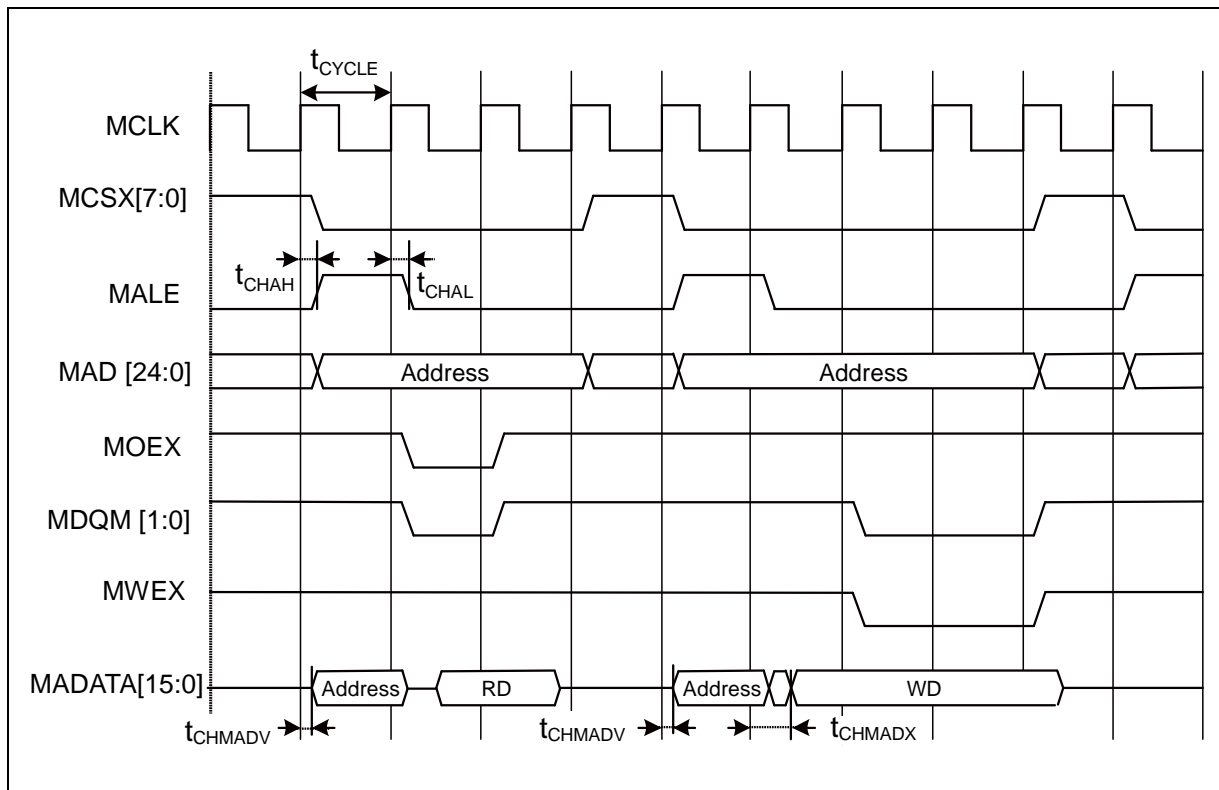 tCYCLE
MCLK
MCSX[7:0]
tCHAH
tCHAL
MALE
MAD [24:0]
Address
Address
MOEX
MDQM [1:0]
MWEX
MADATA[15:0]
Address
RD
Address
WD
tCHMADV
tCHMADV
tCHMADX